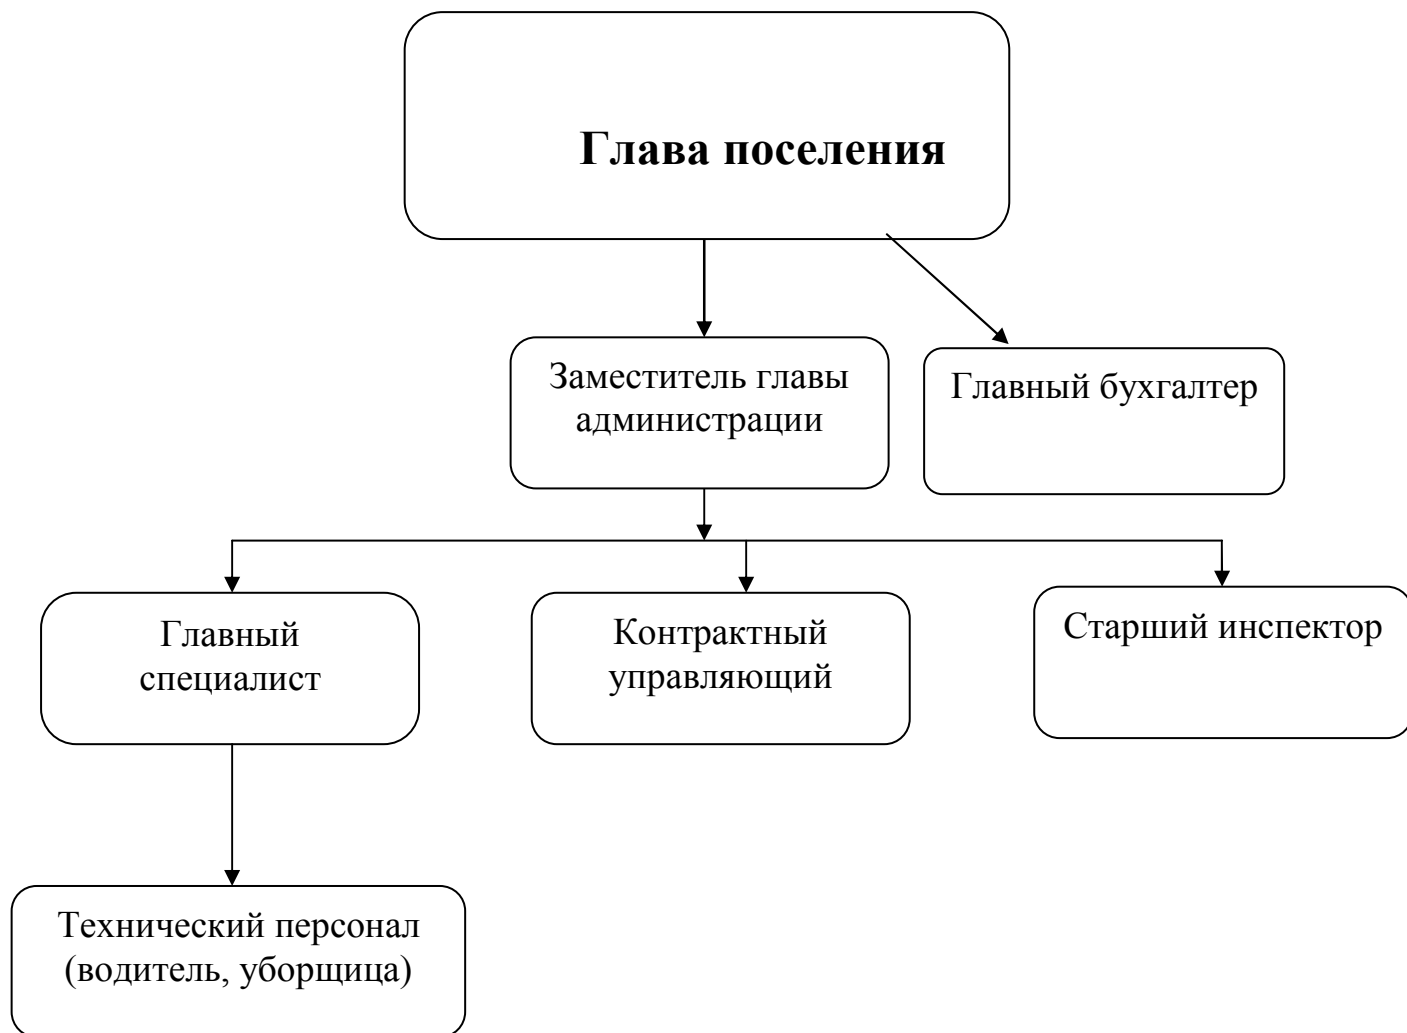 Глава поселения
Заместитель главы
администрации
Главный бухгалтер
Главный
специалист
Контрактный
управляющий
Старший инспектор
Технический персонал
(водитель, уборщица)